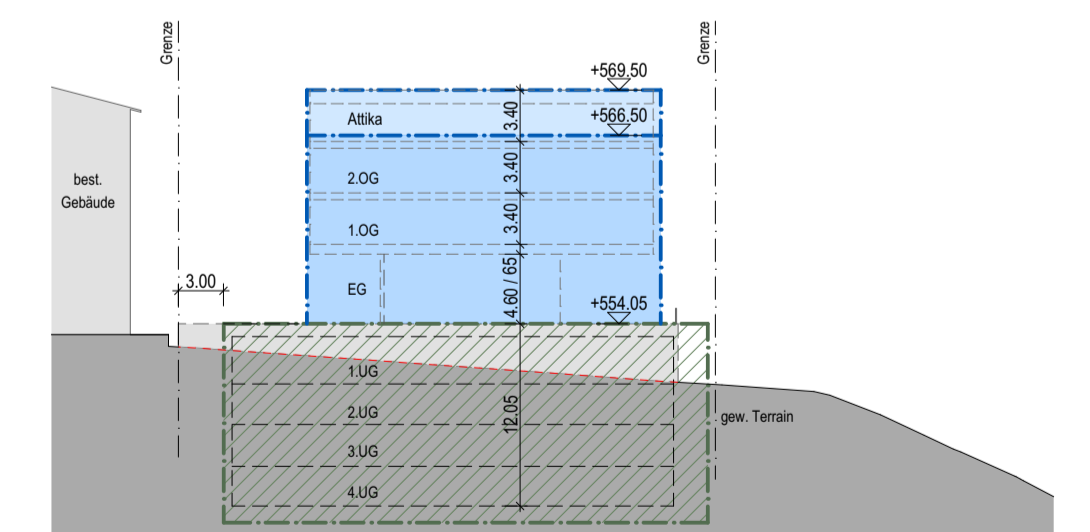 Grenze
Grenze
+569.50
Attika
3.40
+566.50
best.
Gebäude
2.OG
3.40
1.OG
3.40
3.00
EG
4.60 / 65
+554.05
1.UG
2.UG
12.05
gew. Terrain
3.UG
4.UG